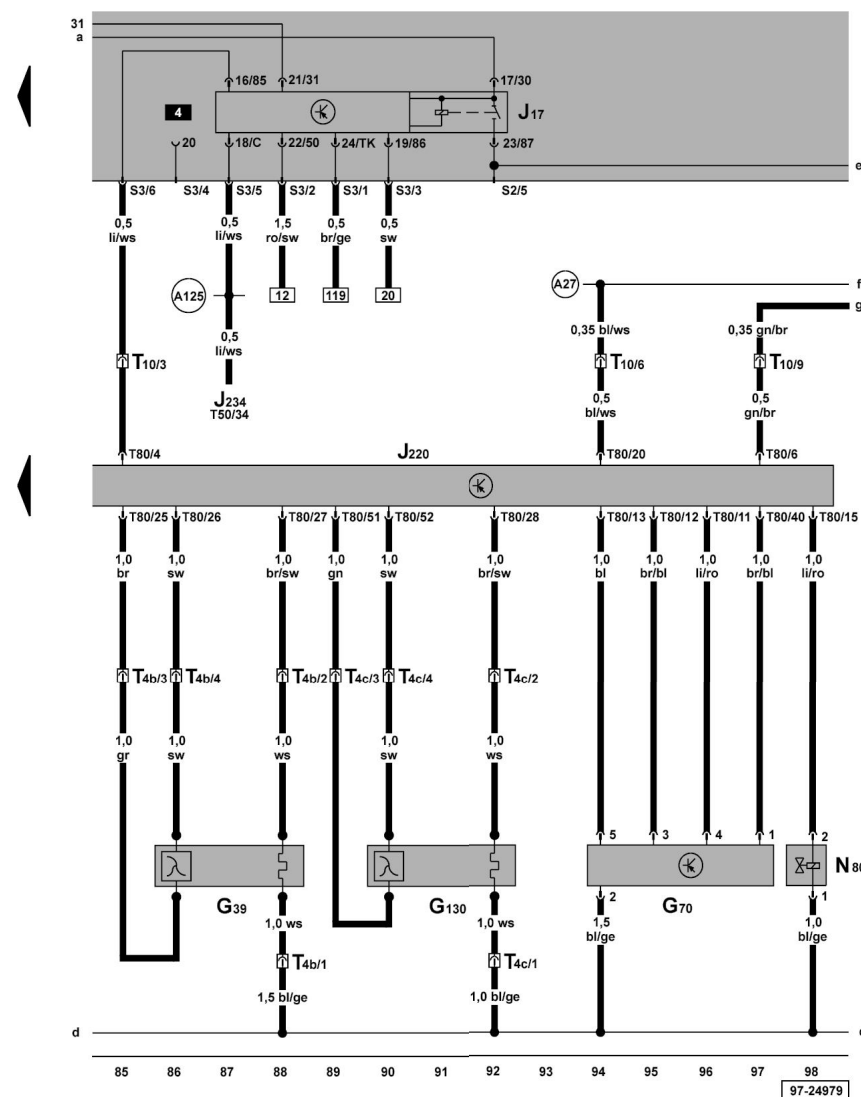 31
a
16/85 21/31 17/30
4
J17
20 18/C 22/50 24/TK 19/86 23/87
e
S3/6 S3/4 S3/5 S3/2 S3/1 S3/3 S2/5
0,5 0,5 1,5 0,5 0,5
li/ws li/ws ro/sw br/ge sw
A125 12 119 20 A27 f
g
0,5
li/ws
0,35 bl/ws 0,35 gn/br
T10/3 T10/6 T10/9
J234
T50/34
0,5 0,5
bl/ws gn/br
T80/4 J220 T80/20 T80/6
T80/25 T80/26 T80/27 T80/51 T80/52 T80/28 T80/13 T80/12 T80/11 T80/40 T80/15
1,0 1,0 1,0 1,0 1,0 1,0 1,0 1,0 1,0 1,0 1,0
br sw br/sw gn sw br/sw bl br/bl li/ro br/bl li/ro
T4b/3 T4b/4 T4b/2 T4c/3 T4c/4 T4c/2
1,0 1,0 1,0 1,0 1,0
gr sw ws sw ws
5 3 4 1 2
N80
G39 G130 2 G70 1
1,0 ws 1,0 ws 1,5 1,0
bl/ge bl/ge
T4b/1 T4c/1
1,5 bl/ge 1,0 bl/ge
d
85 86 87 88 89 90 91 92 93 94 95 96 97 98
97-24979